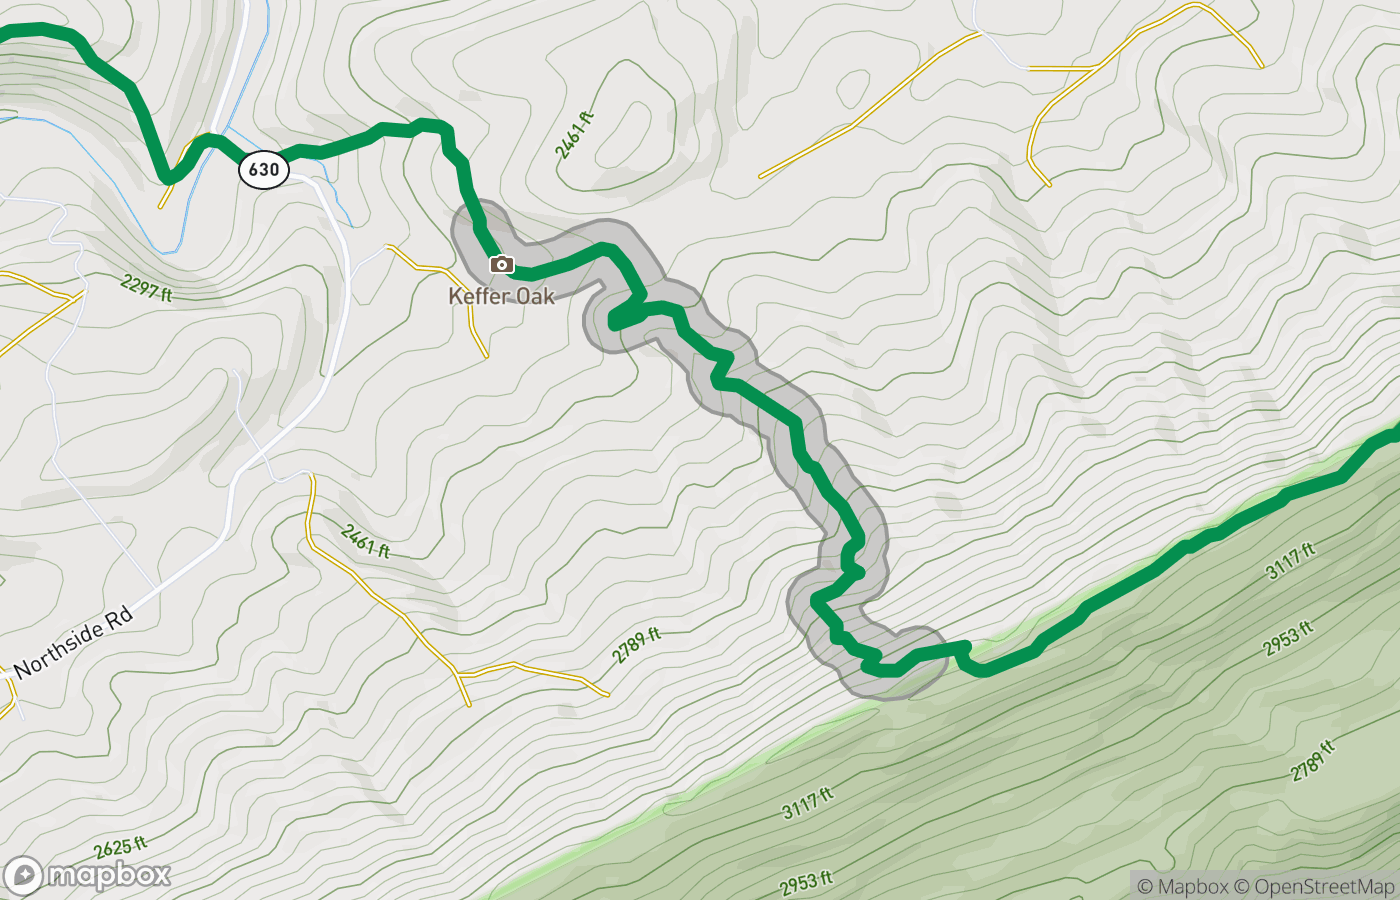 2461 ft
630
2297 ft
Keffer Oak
2461 ft
3117 ft
Northside Rd
2789 ft
2953 ft
2789 ft
3117 ft
2625 ft
mapbox
2953 ft
© Mapbox © OpenStreetMap